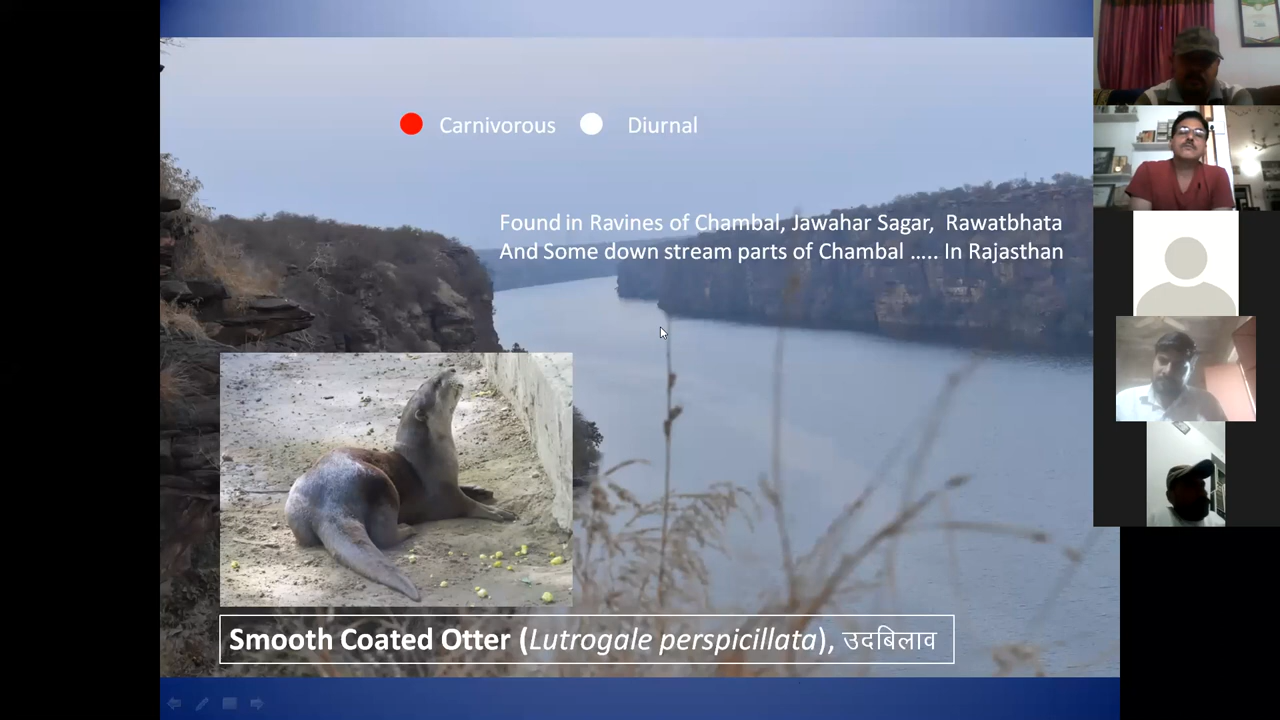 Carnivorous Diurnal
Found in Ravines of Chambal, Jawahar Sagar, Rawatbhata
And Some down stream parts of Chambal ….. In Rajasthan
Smooth Coated Otter (Lutrogale perspicillata), उदबिलाव